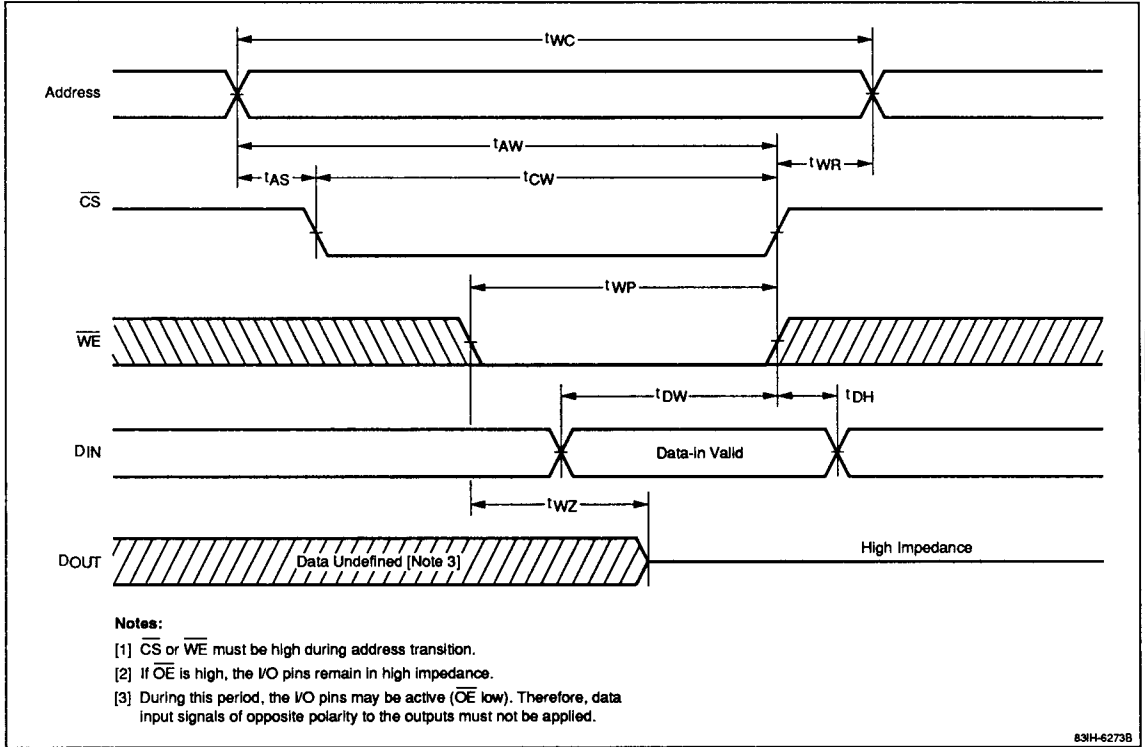 tWC
Address
tAW
tWR
tAS
tCW
CS
tWP
WE
tDW
tDH
DIN
Data-in Valid
tWZ
DOUT
Data Undefined [Note 3]
High Impedance
Notes:
[1] CS or WE must be high during address transition.
[2] If OE is high, the I/O pins remain in high impedance.
[3] During this period, the I/O pins may be active (OE low). Therefore, data
input signals of opposite polarity to the outputs must not be applied.
83IH-6273B